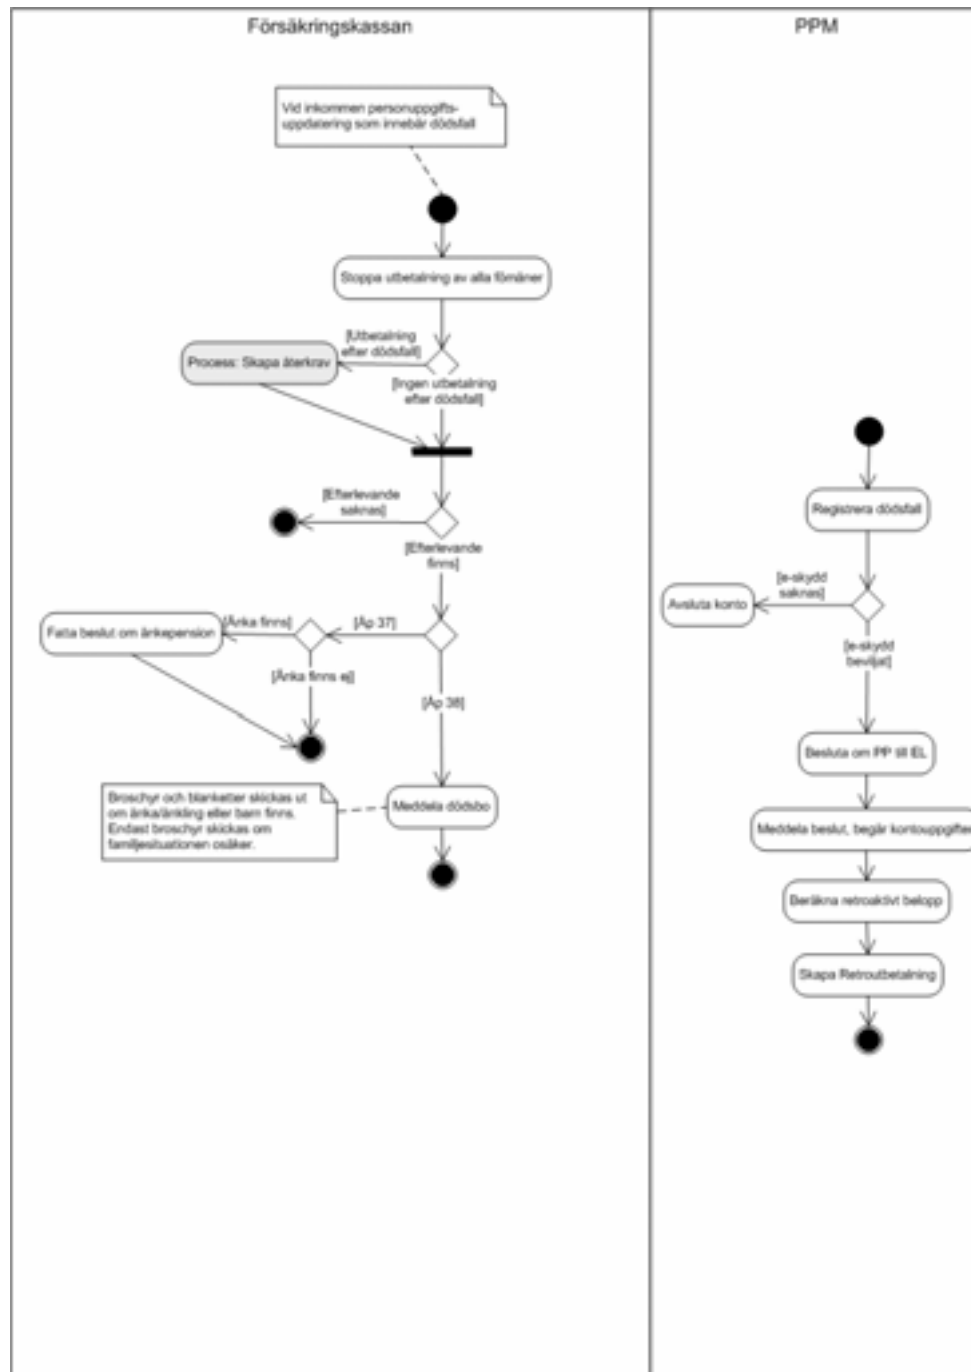 Försäkringskassan
PPM
Vid inkommen personuppgifts-
uppdatering som innebär dödsfall
Stoppa utbetalning av alla förmåner
[Utbetalning
efter dödsfall]
Process: Skapa återkrav
[Ingen utbetalning
efter dödsfall]
[Efterlevande
saknas]
[Efterlevande
finns]
[Änka finns]
[Åp 37]
Fatta beslut om änkepension
[Änka finns ej]
[Åp 38]
Broschyr och blanketter skickas ut
om änka/änkling eller barn finns.
Endast broschyr skickas om
familjesituationen osäker.
Meddela dödsbo
Registrera dödsfall
[e-skydd
saknas]
Avsluta konto
[e-skydd
beviljat]
Besluta om PP till EL
Meddela beslut, begär kontouppgifter
Beräkna retroaktivt belopp
Skapa Retroutbetalning